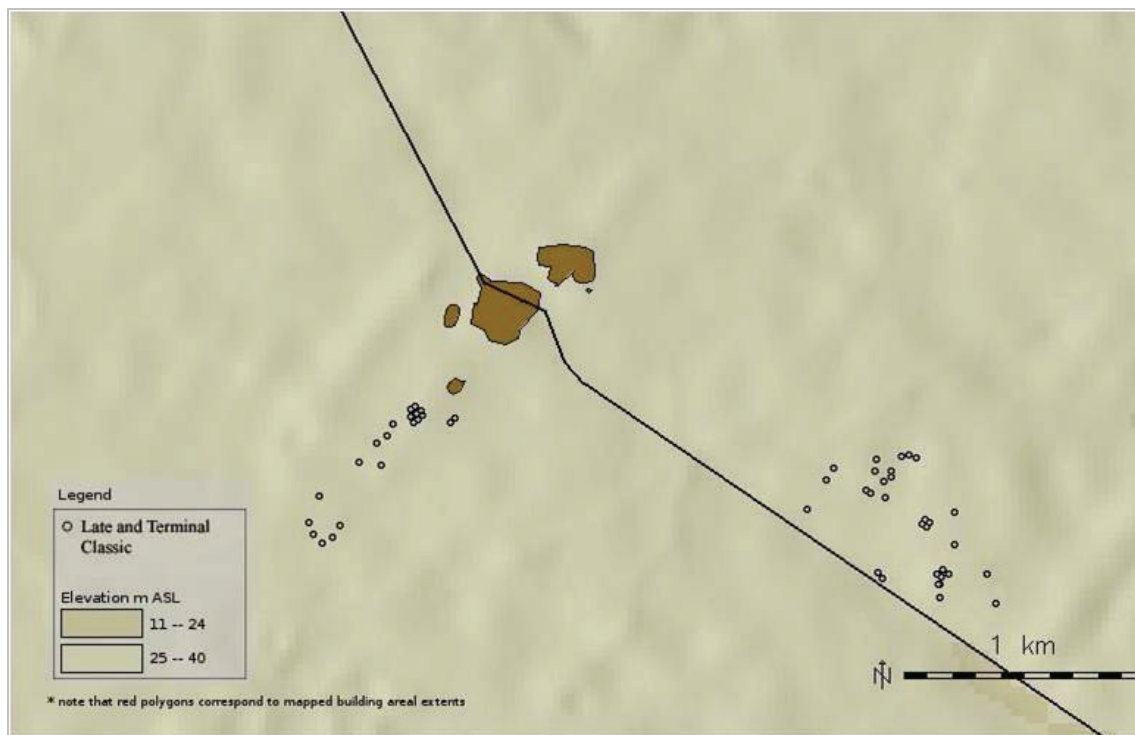 Legend
Late and Terminal
Classic
Elevation m ASL
11 -- 24
25 -- 40
* note that red polygons correspond to mapped building areal extents
1 km
N